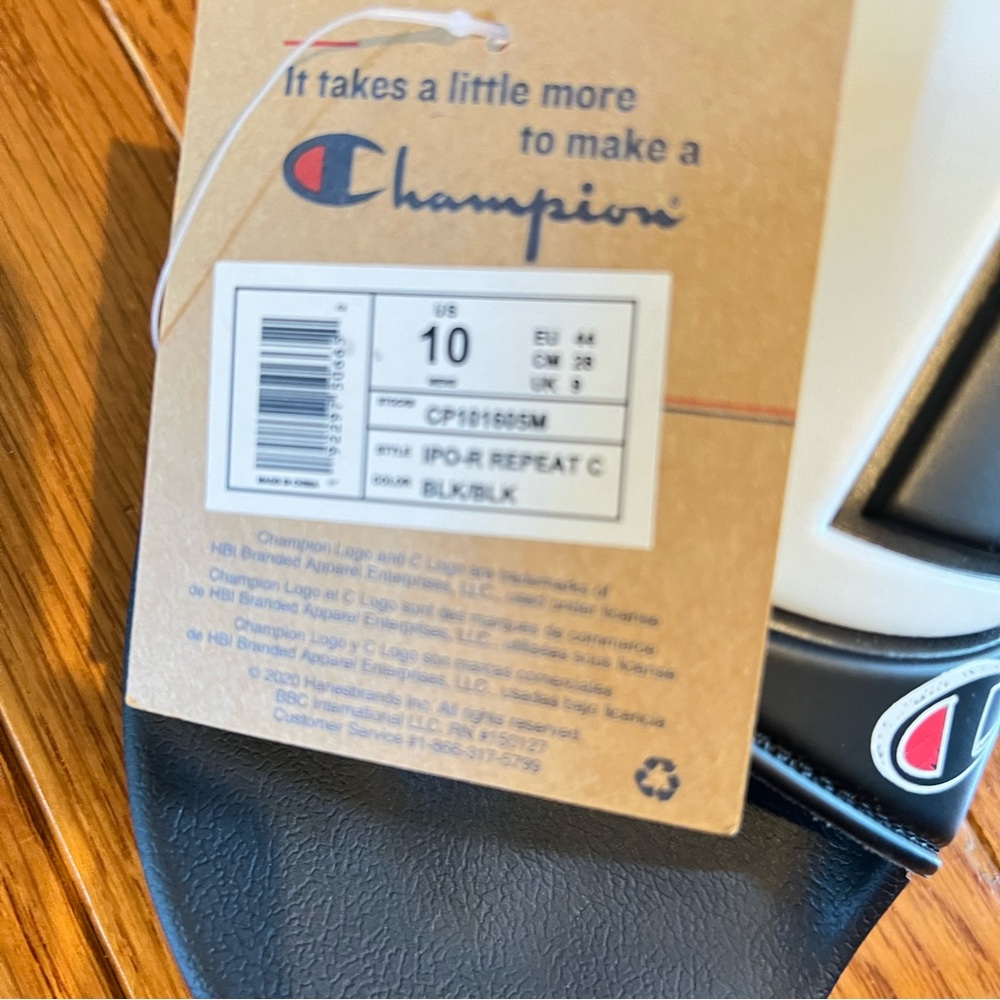 It takes a little more
to make a
Champion
US
10
EU 44
CM 28
UK 9
STOCK# CP101605M
STYLE IPO-R REPEAT C
COLOR BLK/BLK
MADE IN CHINA
Champion Logo and C Logo are trademarks of
HBI Branded Apparel Enterprises, LLC., used under license.
Champion Logo et C Logo sont des marques de commerce
de HBI Branded Apparel Enterprises, LLC., utilisées sous license
Champion Logo y C Logo son marcas comerciales
de HBI Branded Apparel Enterprises, LLC., usadas bajo licencia.
© 2020 Hanesbrands Inc. All rights reserved.
BBC International LLC. RN #150127
Customer Service #1-866-317-0799